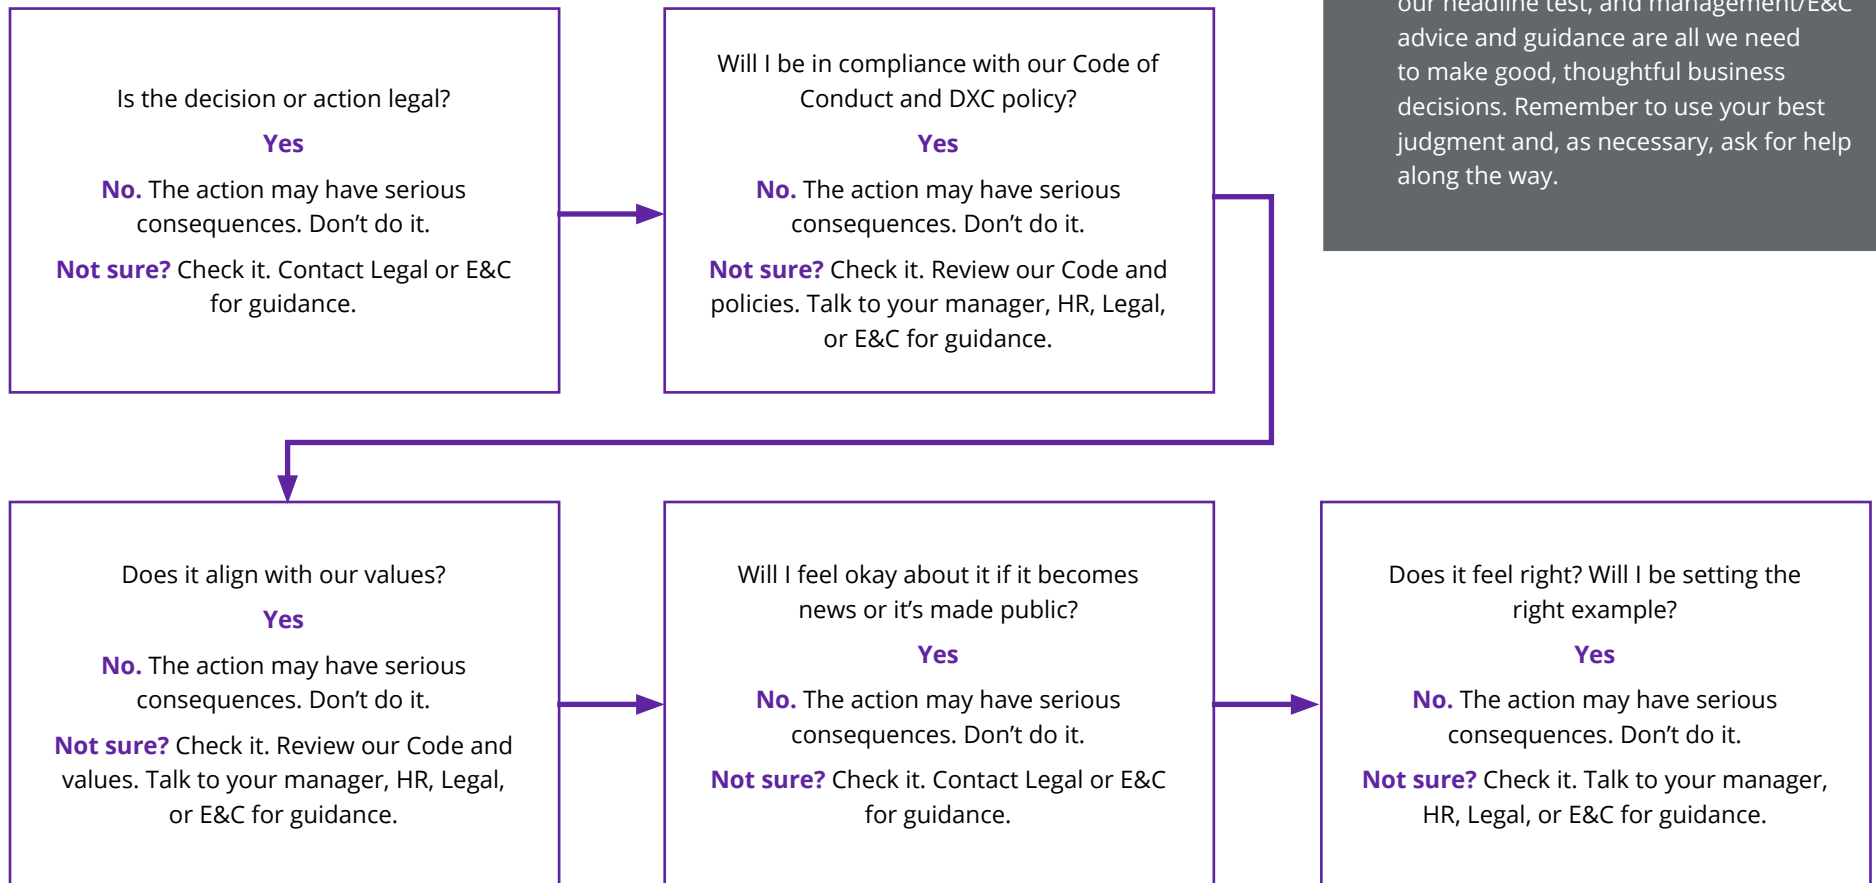 Is the decision or action legal?
Yes
No. The action may have serious
consequences. Don’t do it.
Not sure? Check it. Contact Legal or E&C
for guidance.
Will I be in compliance with our Code of
Conduct and DXC policy?
Yes
No. The action may have serious
consequences. Don’t do it.
Not sure? Check it. Review our Code and
policies. Talk to your manager, HR, Legal,
or E&C for guidance.
our headline test, and management/E&C
advice and guidance are all we need
to make good, thoughtful business
decisions. Remember to use your best
judgment and, as necessary, ask for help
along the way.
Does it align with our values?
Yes
No. The action may have serious
consequences. Don’t do it.
Not sure? Check it. Review our Code and
values. Talk to your manager, HR, Legal,
or E&C for guidance.
Will I feel okay about it if it becomes
news or it’s made public?
Yes
No. The action may have serious
consequences. Don’t do it.
Not sure? Check it. Contact Legal or E&C
for guidance.
Does it feel right? Will I be setting the
right example?
Yes
No. The action may have serious
consequences. Don’t do it.
Not sure? Check it. Talk to your manager,
HR, Legal, or E&C for guidance.